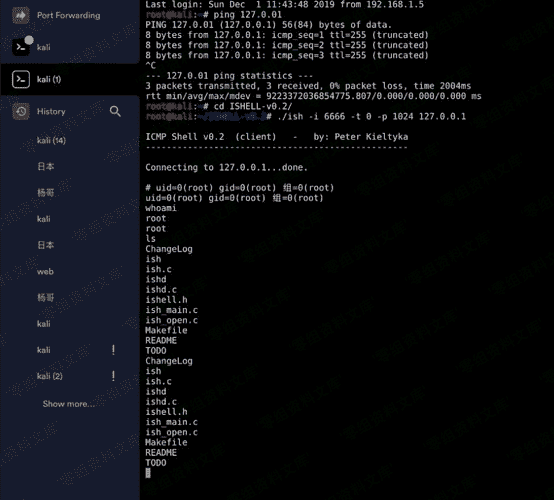 Port Forwarding
kali
kali (1)
History
kali (14)
日本
杨哥
kali
日本
web
杨哥
kali
kali
kali (2)
Show more...
Last login: Sun Dec  1 11:43:48 2019 from 192.168.1.5
root@kali:~# ping 127.0.01
PING 127.0.01 (127.0.0.1) 56(84) bytes of data.
8 bytes from 127.0.0.1: icmp_seq=1 ttl=255 (truncated)
8 bytes from 127.0.0.1: icmp_seq=2 ttl=255 (truncated)
8 bytes from 127.0.0.1: icmp_seq=3 ttl=255 (truncated)
^C
--- 127.0.01 ping statistics ---
3 packets transmitted, 3 received, 0% packet loss, time 2004ms
rtt min/avg/max/mdev = 9223372036854775.807/0.000/0.000/0.000 ms
root@kali:~# cd ISHELL-v0.2/
root@kali:~/ISHELL-v0.2# ./ish -i 6666 -t 0 -p 1024 127.0.0.1
ICMP Shell v0.2  (client)   -   by: Peter Kieltyka
--------------------------------------------------
Connecting to 127.0.0.1...done.
# uid=0(root) gid=0(root) 组=0(root)
uid=0(root) gid=0(root) 组=0(root)
whoami
root
root
ls
ChangeLog
ish
ish.c
ishd
ishd.c
ishell.h
ish_main.c
ish_open.c
Makefile
README
TODO
ChangeLog
ish
ish.c
ishd
ishd.c
ishell.h
ish_main.c
ish_open.c
Makefile
README
TODO